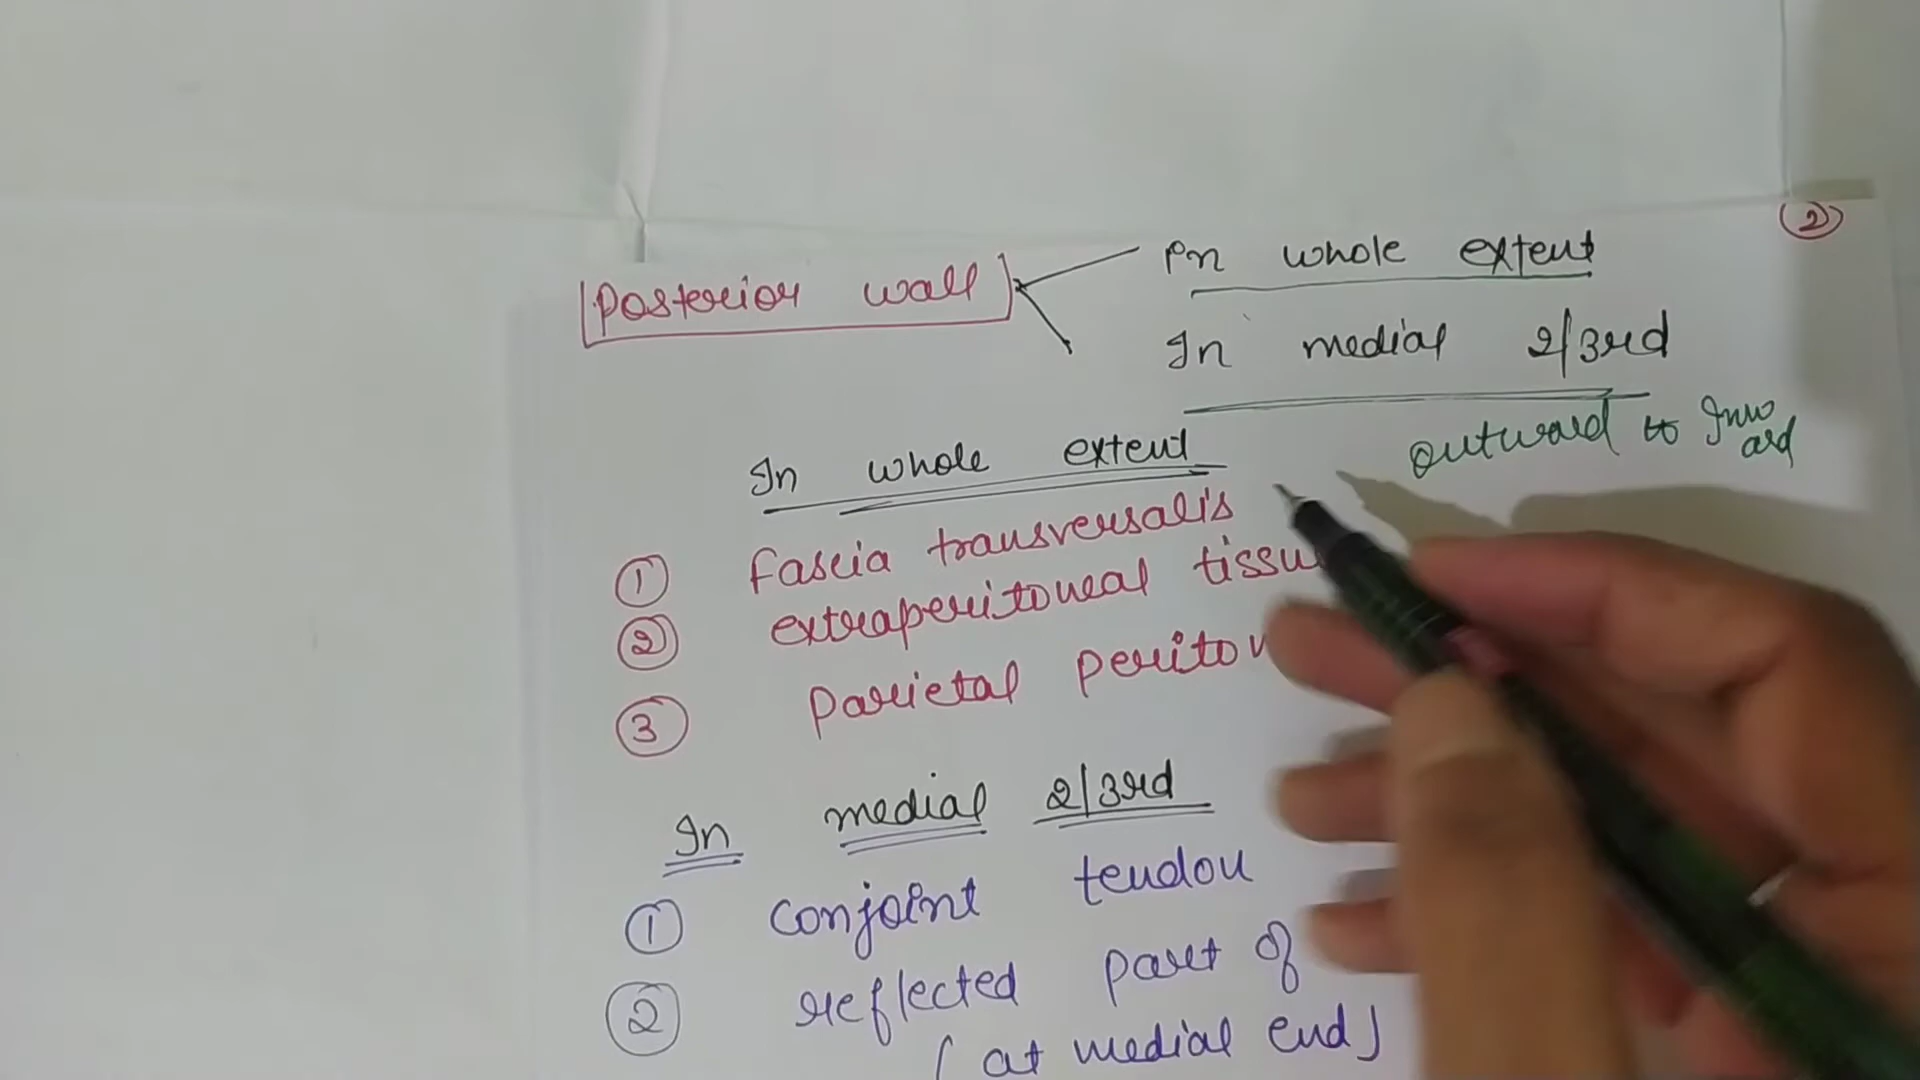 2
Posterior wall
In whole extent
In medial 2/3rd
outward to Inward
In whole extent
1 fascia transversalis
2 extraperitoneal
3 Parietal
In medial 2/3rd
1 conjoint tendon
2 reflected part of
( at medial end)